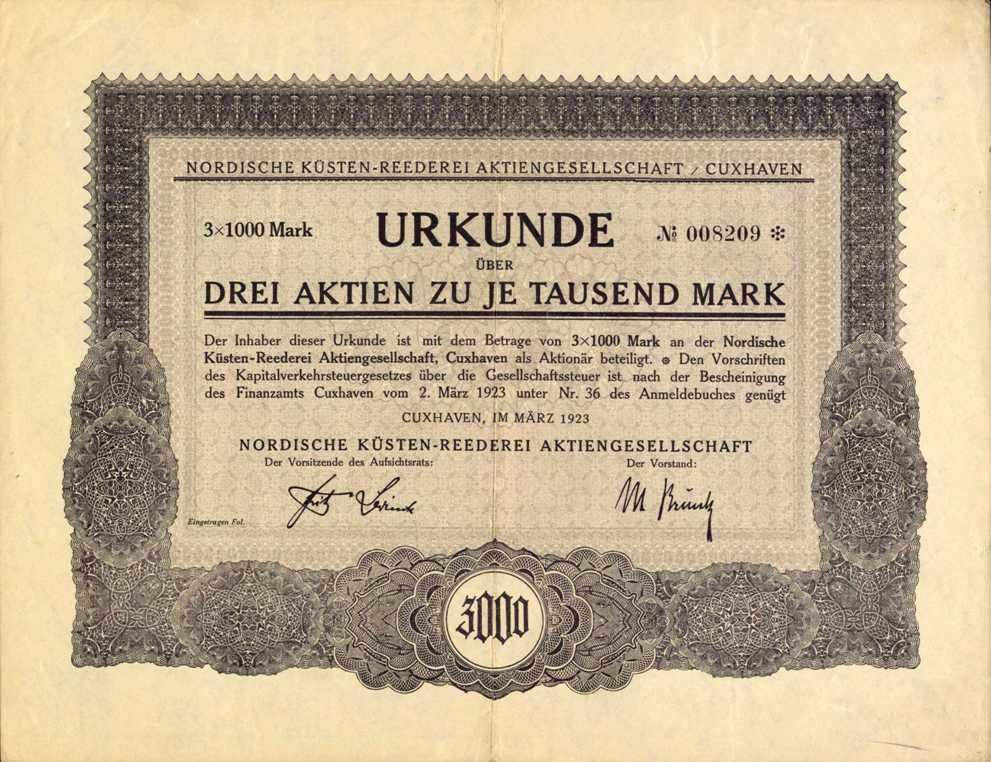 NORDISCHE KÜSTEN-REEDEREI AKTIENGESELLSCHAFT / CUXHAVEN
3×1000 Mark
URKUNDE
№ 008209 ✻
ÜBER
DREI AKTIEN ZU JE TAUSEND MARK
Der Inhaber dieser Urkunde ist mit dem Betrage von 3×1000 Mark an der Nordische
Küsten-Reederei Aktiengesellschaft, Cuxhaven als Aktionär beteiligt. Den Vorschriften
des Kapitalverkehrsteuergesetzes über die Gesellschaftssteuer ist nach der Bescheinigung
des Finanzamts Cuxhaven vom 2. März 1923 unter Nr. 36 des Anmeldebuches genügt
CUXHAVEN, IM MÄRZ 1923
NORDISCHE KÜSTEN-REEDEREI AKTIENGESELLSCHAFT
Der Vorsitzende des Aufsichtsrats:
Der Vorstand:
Fritz
M
Eingetragen Fol.
3000